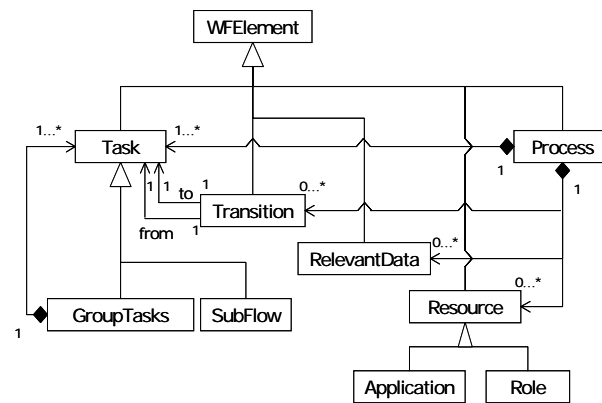 WFElement
1...*
1...*
Task
Process
1
1
1
1
to
1
0...*
Transition
from
1
0...*
RelevantData
0...*
GroupTasks
SubFlow
Resource
1
Application
Role